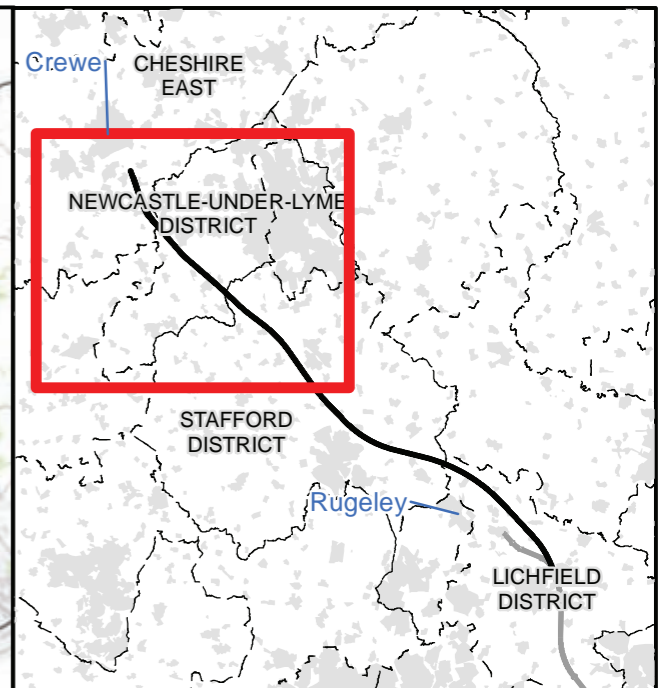 Crewe
CHESHIRE
EAST
NEWCASTLE-UNDER-LYME
DISTRICT
STAFFORD
DISTRICT
Rugeley
LICHFIELD
DISTRICT